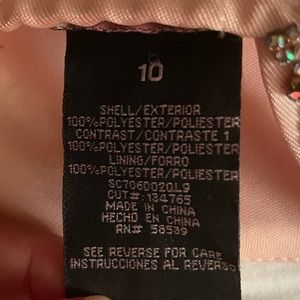 10
SHELL/EXTERIOR
100%POLYESTER/POLIESTER
CONTRAST/CONTRASTE 1
100%POLYESTER/POLIESTER
LINING/FORRO
100%POLYESTER/POLIESTER
SC706D020L9
CUT#:134765
MADE IN CHINA
HECHO EN CHINA
RN# 58539
SEE REVERSE FOR CARE
INSTRUCCIONES AL REVERSO